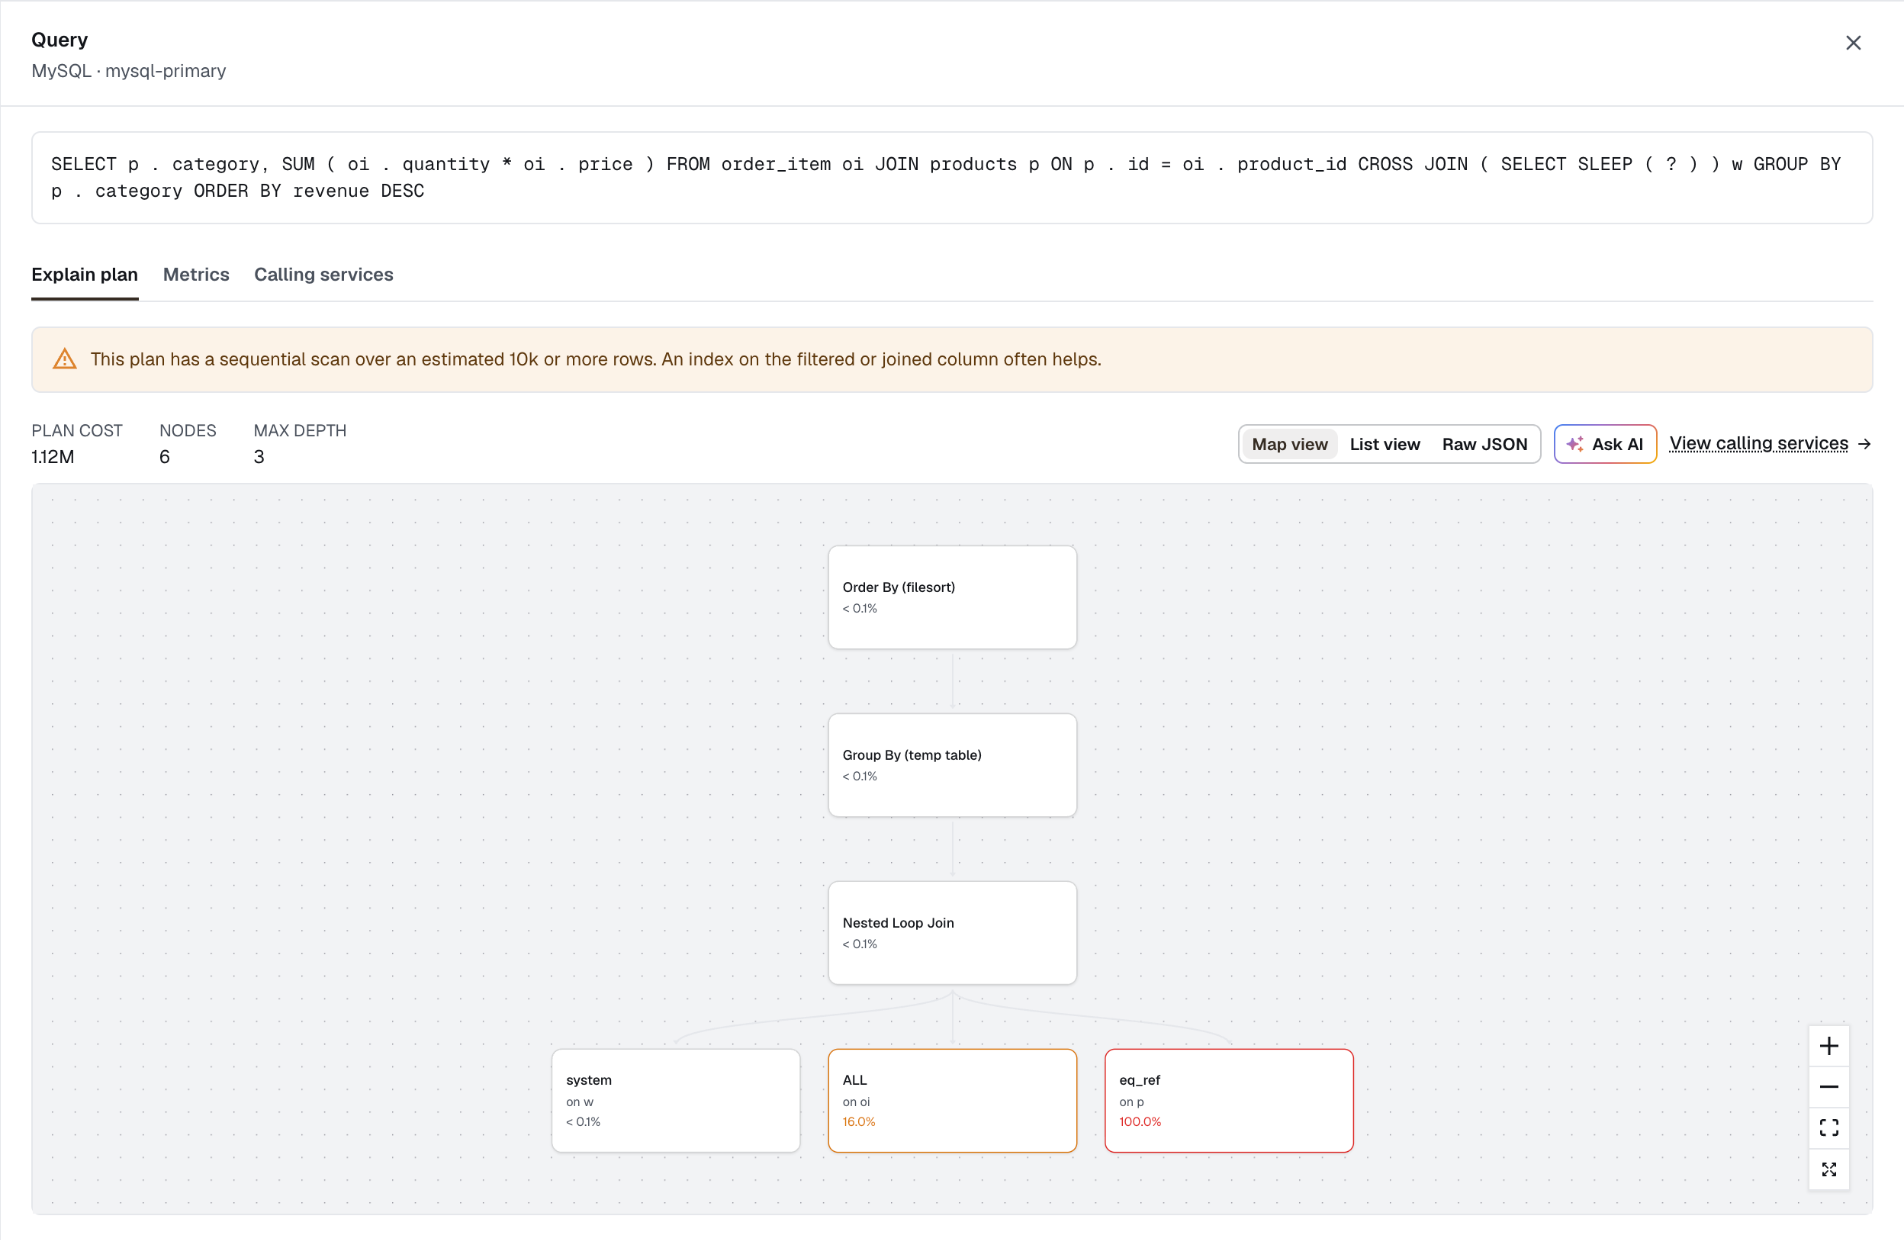 Query
MySQL · mysql-primary
SELECT p . category, SUM ( oi . quantity * oi . price ) FROM order_item oi JOIN products p ON p . id = oi . product_id CROSS JOIN ( SELECT SLEEP ( ? ) ) w GROUP BY
p . category ORDER BY revenue DESC
Explain plan Metrics Calling services
This plan has a sequential scan over an estimated 10k or more rows. An index on the filtered or joined column often helps.
PLAN COST NODES MAX DEPTH
1.12M 6 3
Map view List view Raw JSON Ask AI View calling services →
Order By (filesort)
< 0.1%
Group By (temp table)
< 0.1%
Nested Loop Join
< 0.1%
system
on w
< 0.1%
ALL
on oi
16.0%
eq_ref
on p
100.0%